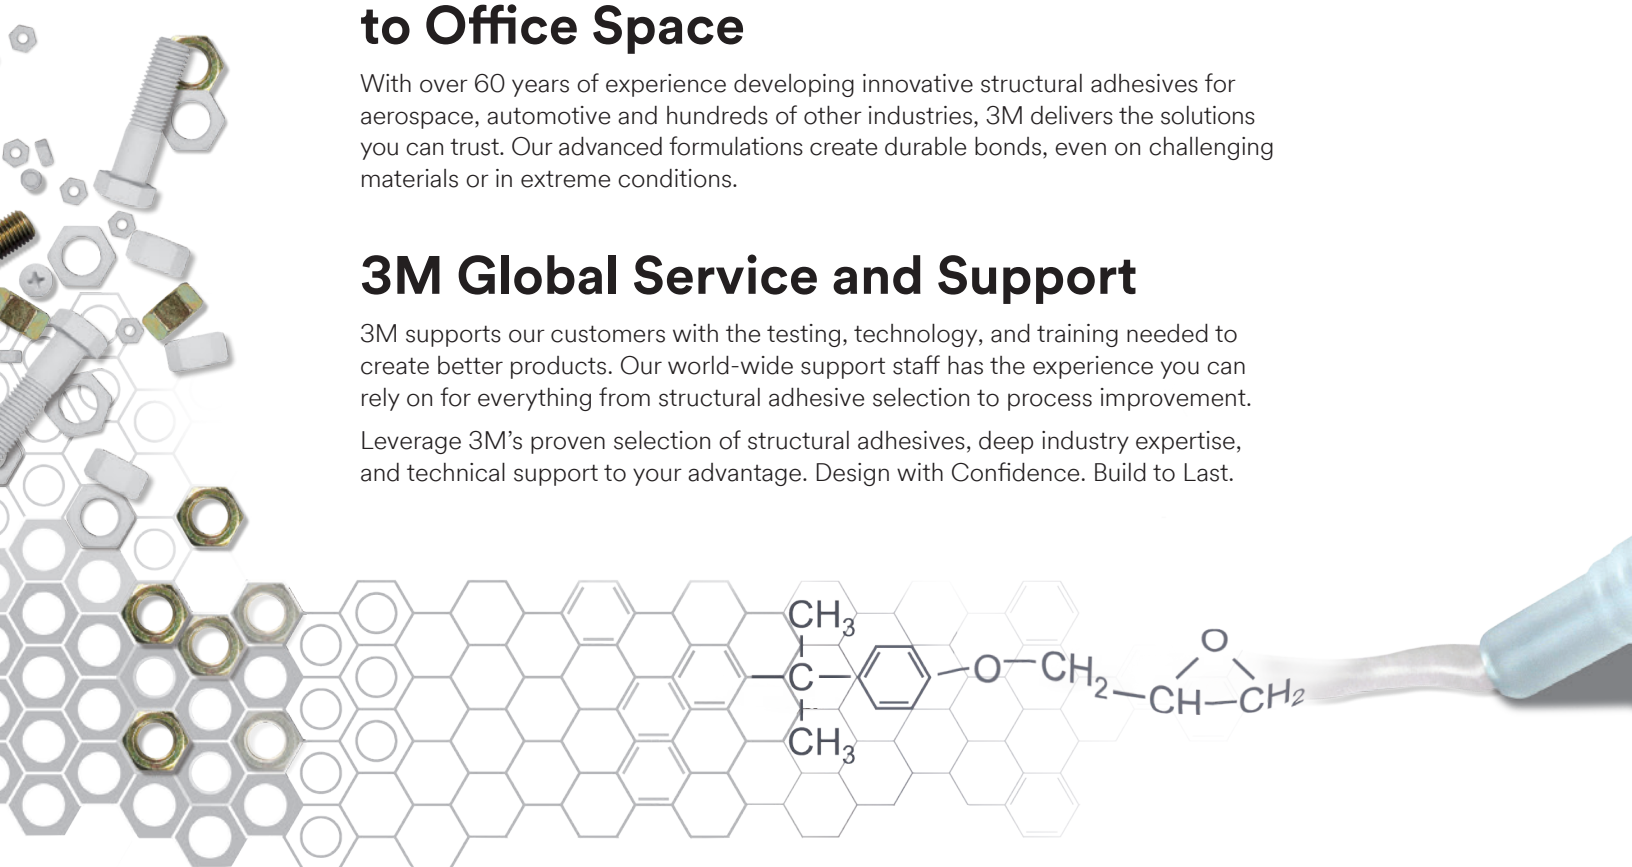 to Office Space
With over 60 years of experience developing innovative structural adhesives for
aerospace, automotive and hundreds of other industries, 3M delivers the solutions
you can trust. Our advanced formulations create durable bonds, even on challenging
materials or in extreme conditions.
3M Global Service and Support
3M supports our customers with the testing, technology, and training needed to
create better products. Our world-wide support staff has the experience you can
rely on for everything from structural adhesive selection to process improvement.
Leverage 3M’s proven selection of structural adhesives, deep industry expertise,
and technical support to your advantage. Design with Confidence. Build to Last.
CH₃
O
C O CH₂
CH CH₂
CH₃